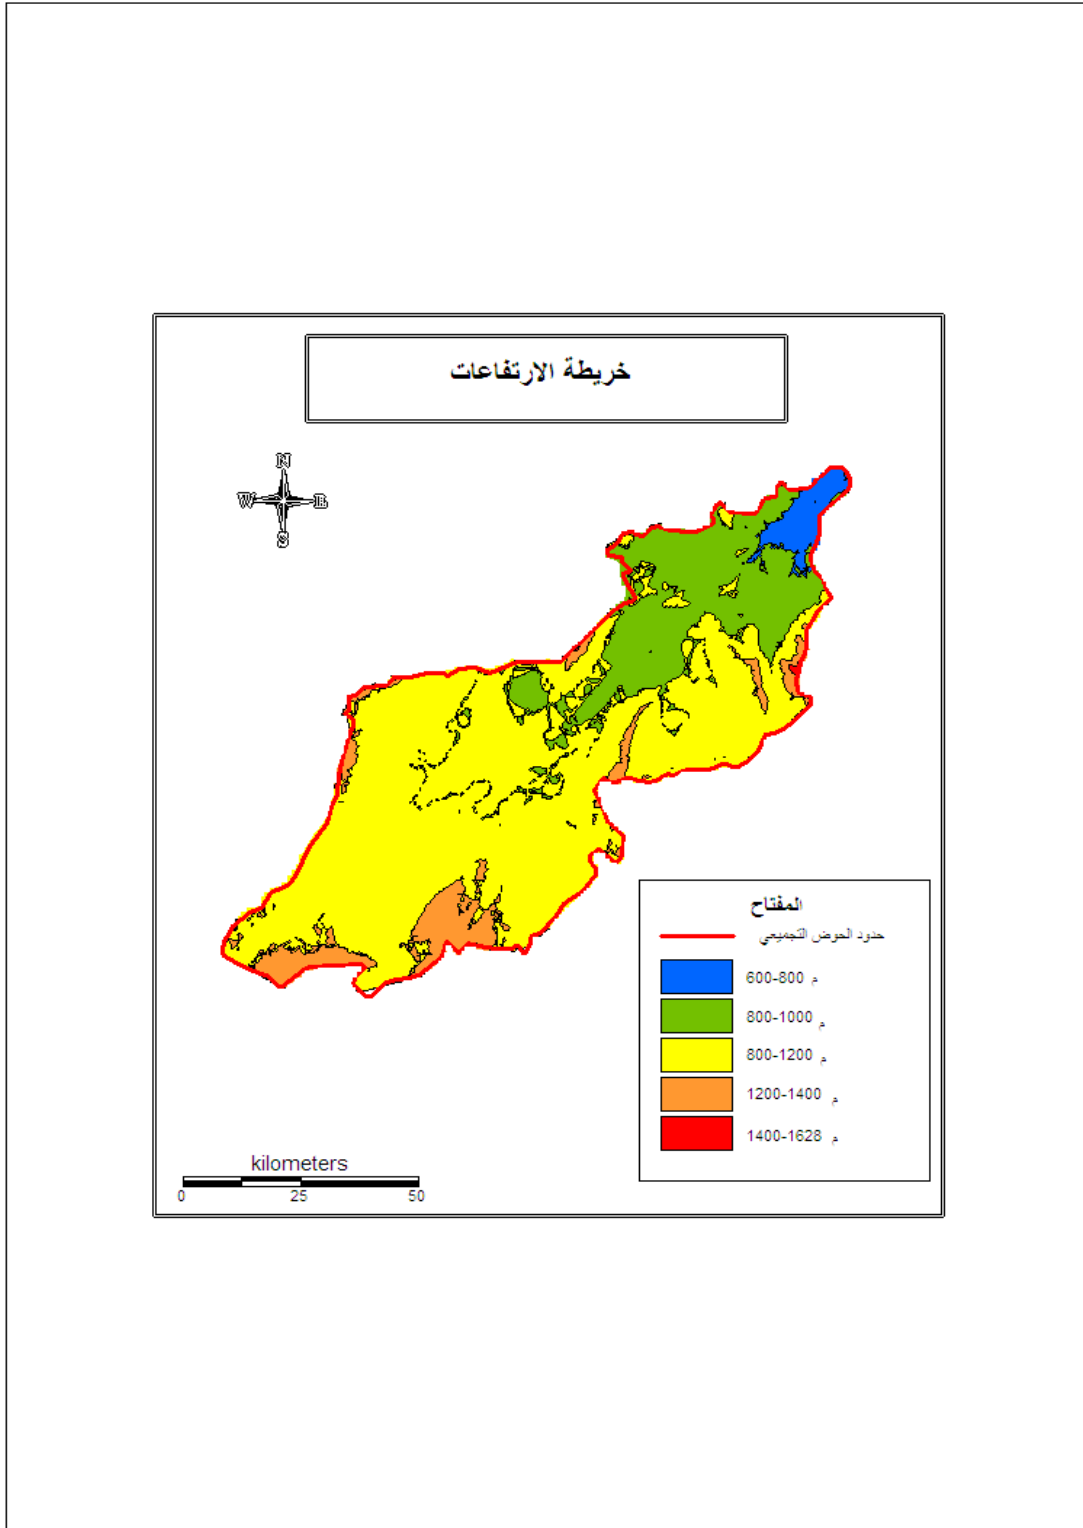 خريطة الارتفاعات
N
W E
S
المفتاح
حدود الحوض التجميعي
600-800 م
800-1000 م
800-1200 م
1200-1400 م
1400-1628 م
kilometers
0 25 50